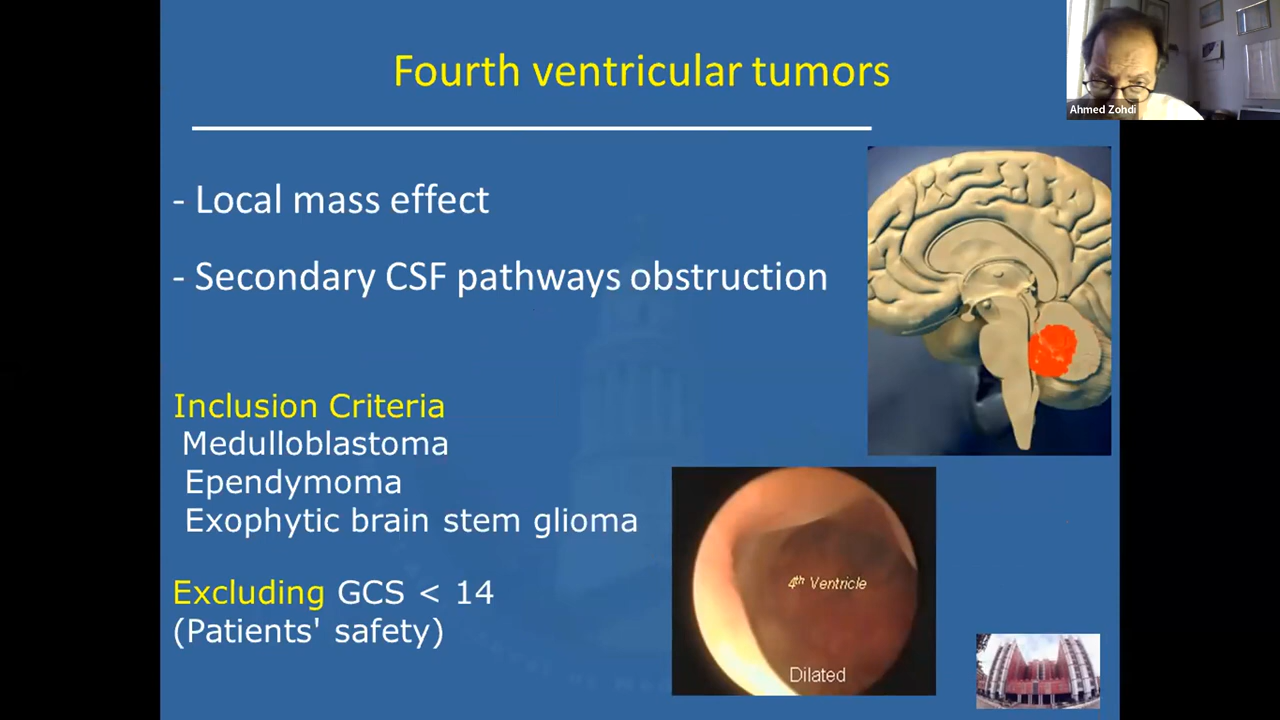 Fourth ventricular tumors
Ahmed Zohdi
- Local mass effect
- Secondary CSF pathways obstruction
Inclusion Criteria
Medulloblastoma
Ependymoma
Exophytic brain stem glioma
Excluding GCS < 14
(Patients' safety)
4th Ventricle
Dilated